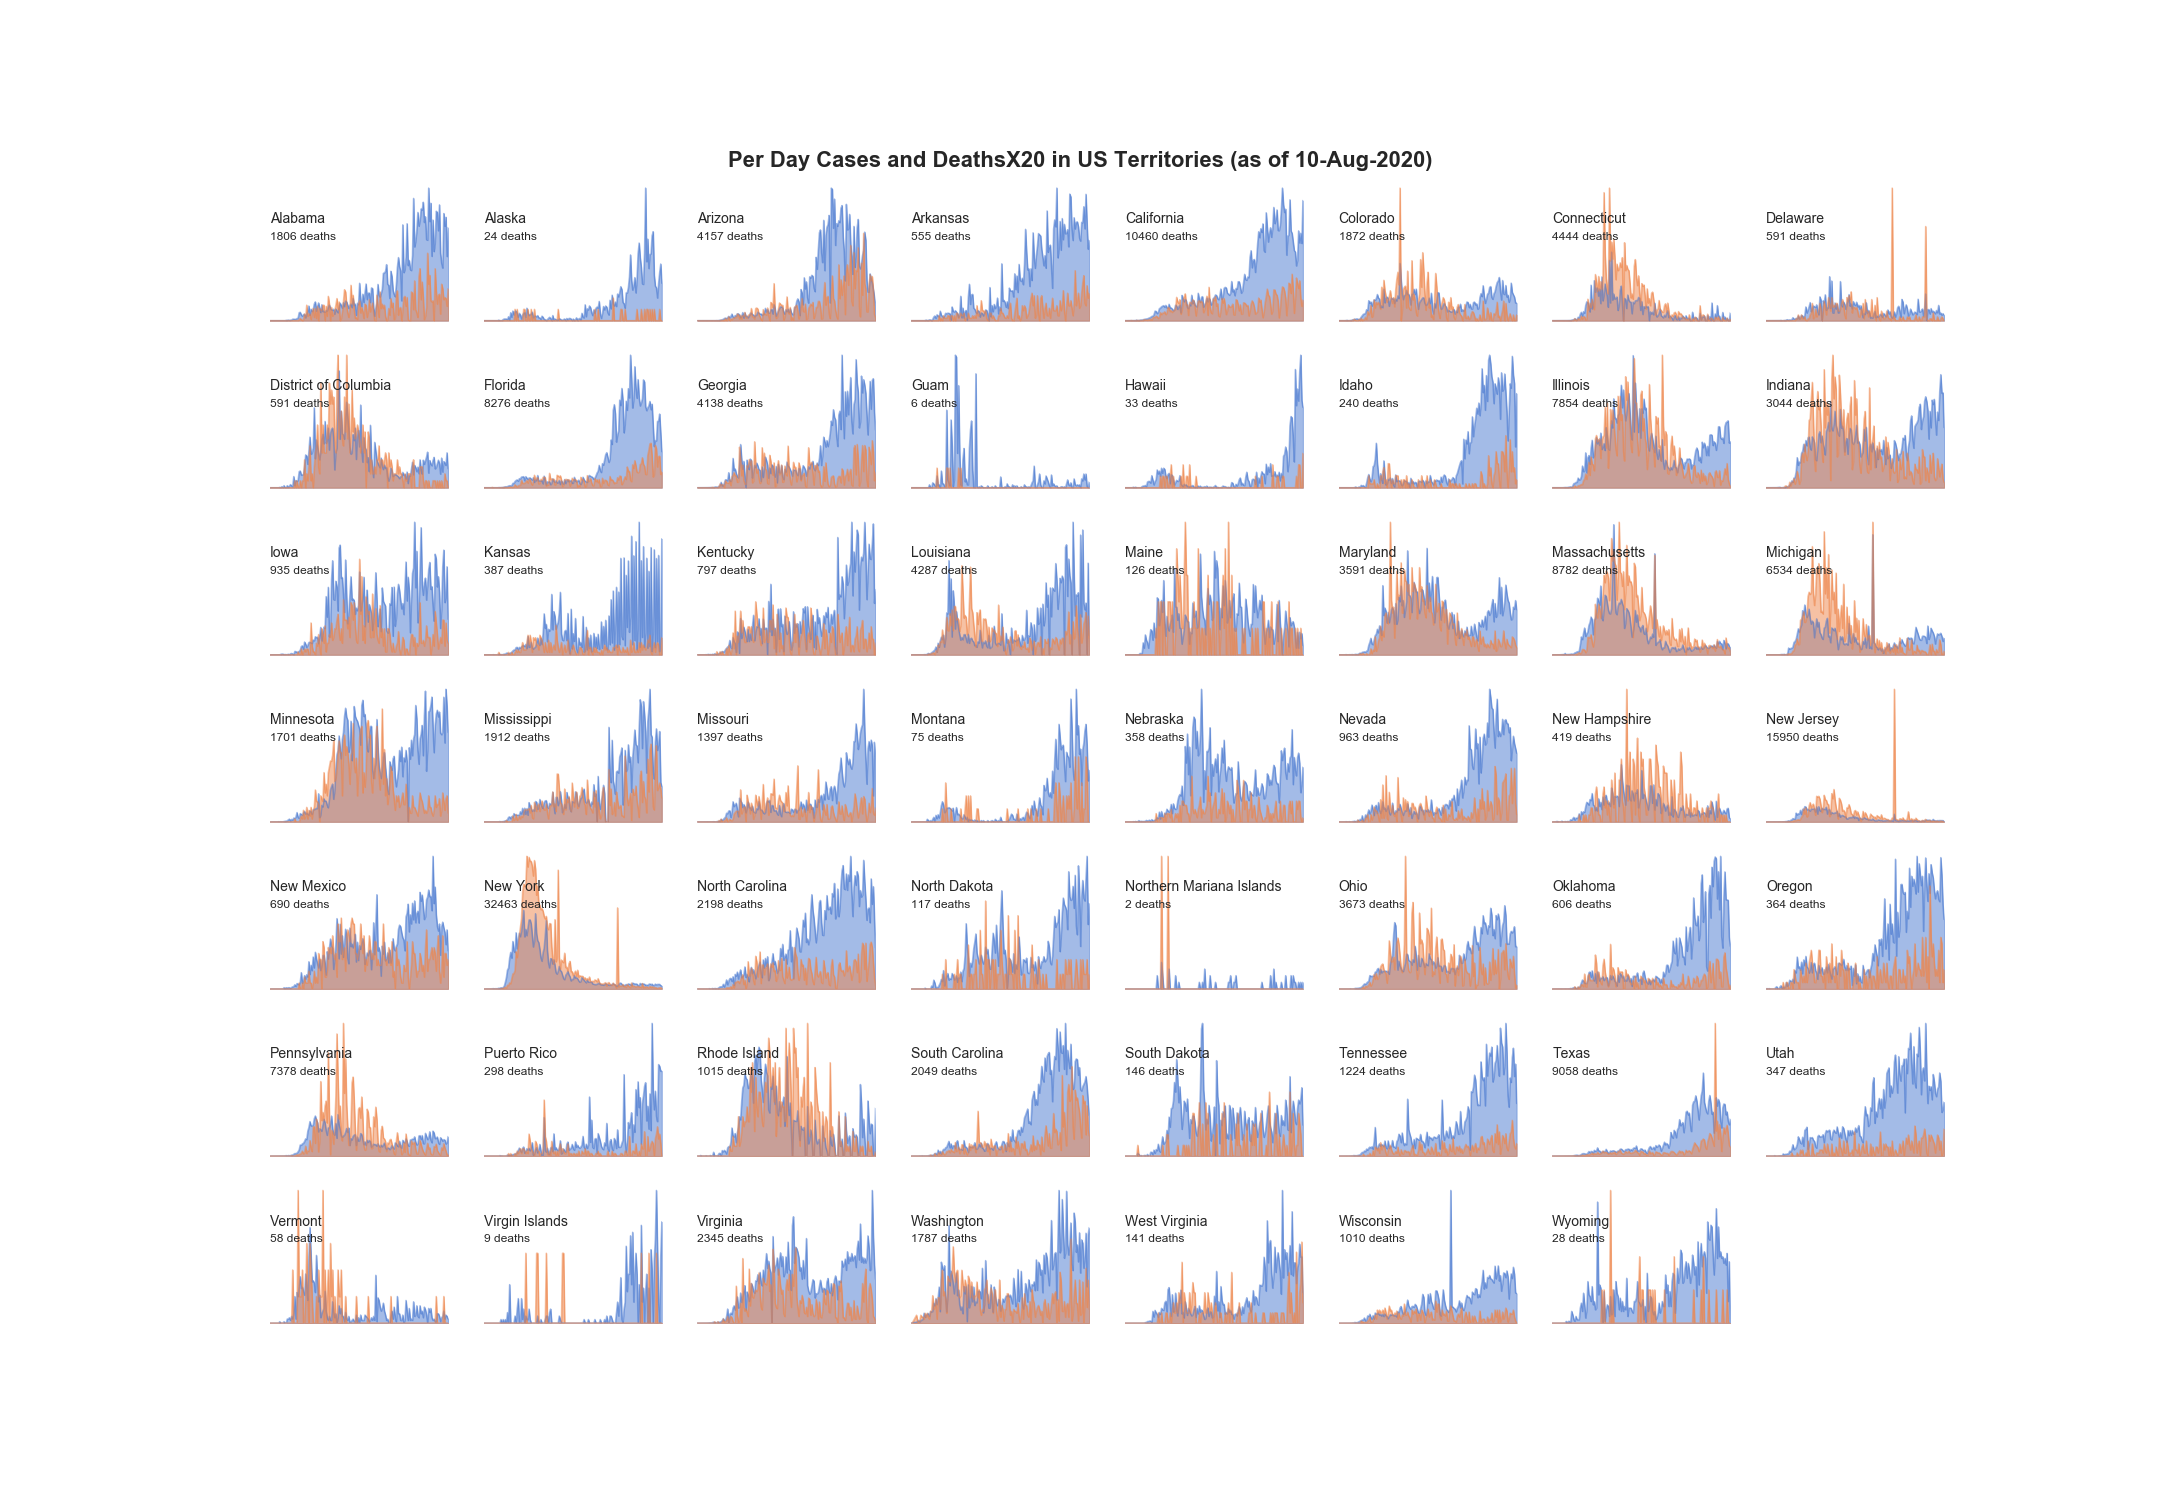 Per Day Cases and DeathsX20 in US Territories (as of 10-Aug-2020)
Alabama
1806 deaths
Alaska
24 deaths
Arizona
4157 deaths
Arkansas
555 deaths
California
10460 deaths
Colorado
1872 deaths
Connecticut
4444 deaths
Delaware
591 deaths
District of Columbia
591 deaths
Florida
8276 deaths
Georgia
4138 deaths
Guam
6 deaths
Hawaii
33 deaths
Idaho
240 deaths
Illinois
7854 deaths
Indiana
3044 deaths
Iowa
935 deaths
Kansas
387 deaths
Kentucky
797 deaths
Louisiana
4287 deaths
Maine
126 deaths
Maryland
3591 deaths
Massachusetts
8782 deaths
Michigan
6534 deaths
Minnesota
1701 deaths
Mississippi
1912 deaths
Missouri
1397 deaths
Montana
75 deaths
Nebraska
358 deaths
Nevada
963 deaths
New Hampshire
419 deaths
New Jersey
15950 deaths
New Mexico
690 deaths
New York
32463 deaths
North Carolina
2198 deaths
North Dakota
117 deaths
Northern Mariana Islands
2 deaths
Ohio
3673 deaths
Oklahoma
606 deaths
Oregon
364 deaths
Pennsylvania
7378 deaths
Puerto Rico
298 deaths
Rhode Island
1015 deaths
South Carolina
2049 deaths
South Dakota
146 deaths
Tennessee
1224 deaths
Texas
9058 deaths
Utah
347 deaths
Vermont
58 deaths
Virgin Islands
9 deaths
Virginia
2345 deaths
Washington
1787 deaths
West Virginia
141 deaths
Wisconsin
1010 deaths
Wyoming
28 deaths